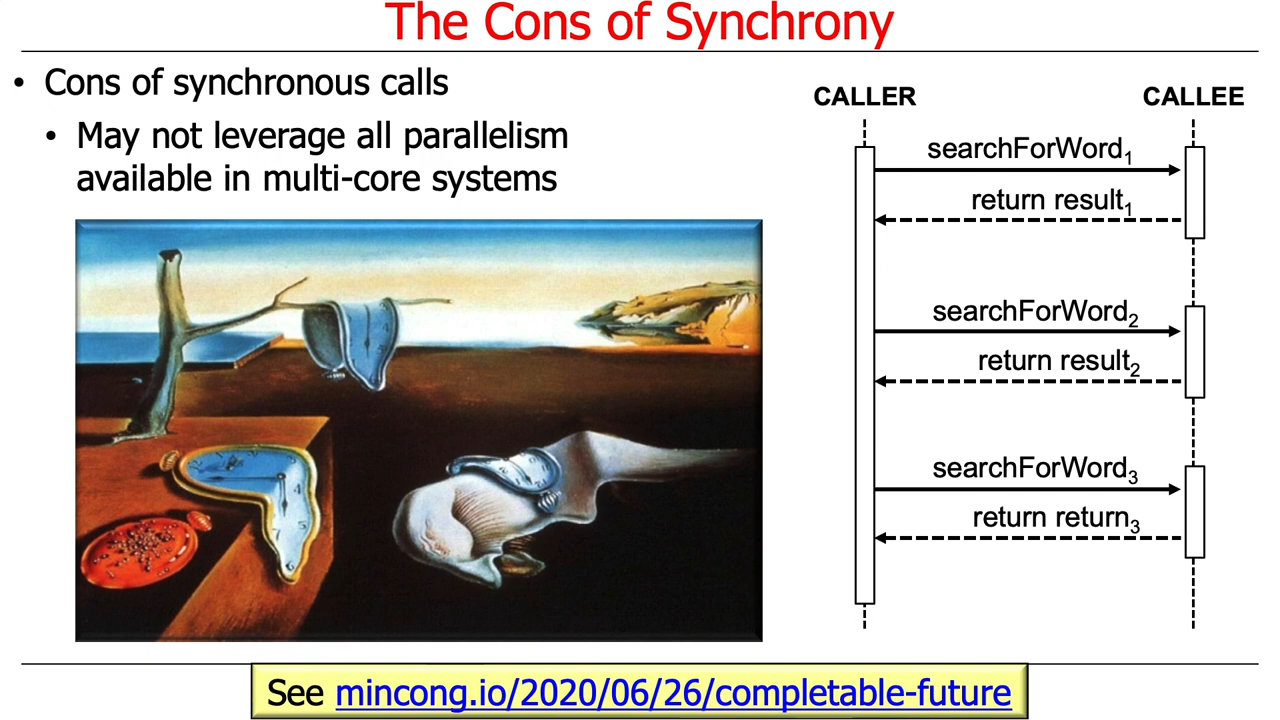 The Cons of Synchrony
• Cons of synchronous calls
• May not leverage all parallelism
available in multi-core systems
CALLER
CALLEE
searchForWord₁
return result₁
searchForWord₂
return result₂
searchForWord₃
return return₃
See mincong.io/2020/06/26/completable-future